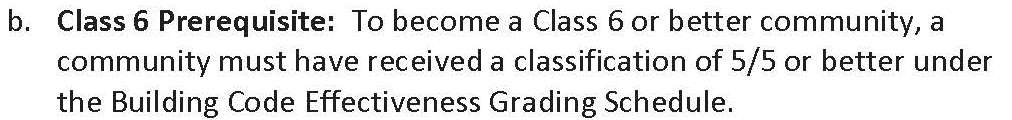 b. Class 6 Prerequisite: To become a Class 6 or better community, a
community must have received a classification of 5/5 or better under
the Building Code Effectiveness Grading Schedule.